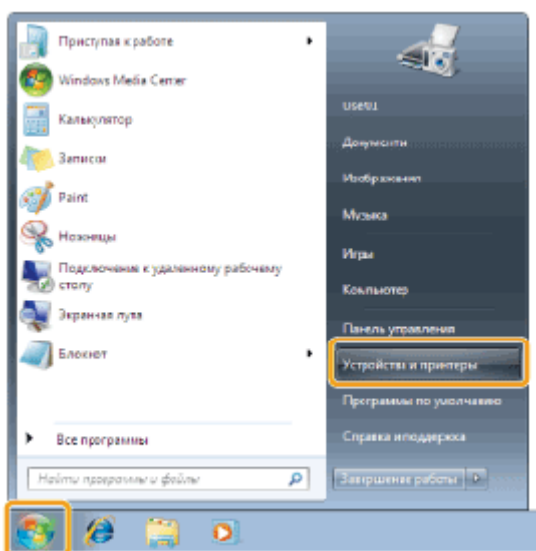 Приступая к работе
Windows Media Center
Калькулятор
Записки
Paint
Ножницы
Подключение к удаленному рабочему
столу
Экранная лупа
Блокнот
Все программы
Найти программы и файлы
user01
Документы
Изображения
Музыка
Игры
Компьютер
Панель управления
Устройства и принтеры
Программы по умолчанию
Справка и поддержка
Завершение работы